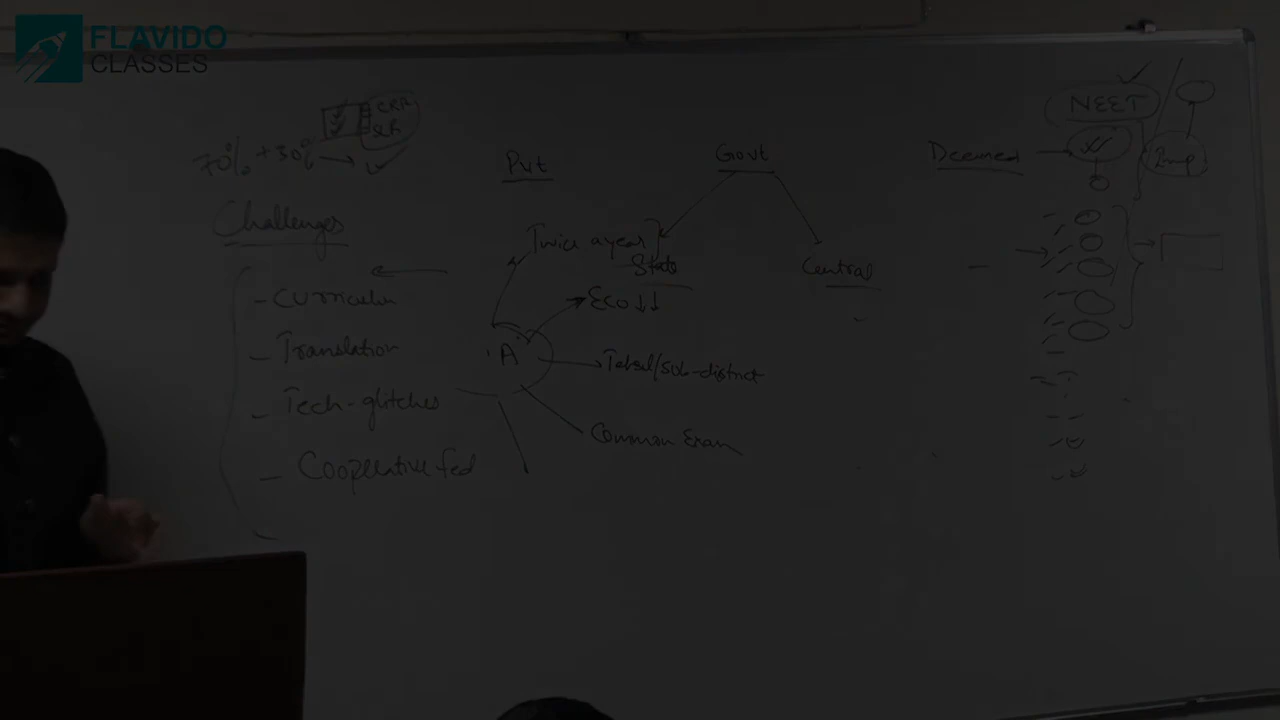 FLAVIDO
CLASSES
70% + 30%
CRR
Pvt
Govt
Deemed
NEET
Challenges
Twice a year
State
Central
- Curriculum
Eco ↓↓
- Translation
'A'
Tehsil/Sub-district
- Tech-glitches
Common Exam
- Cooperative fed